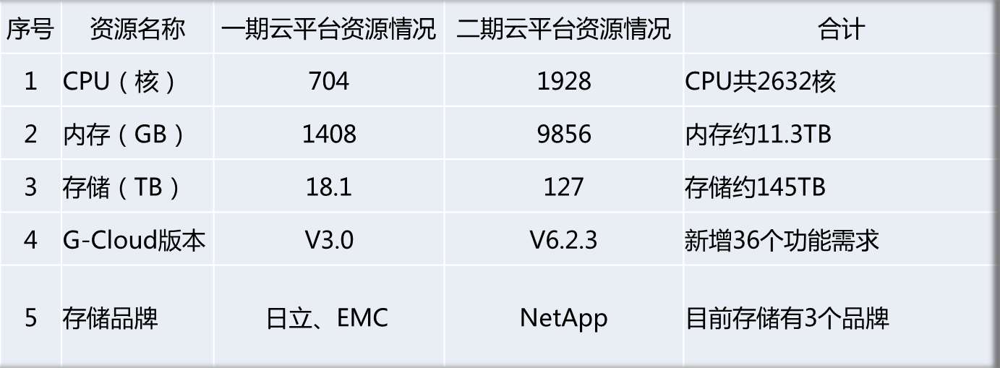 序号 资源名称 一期云平台资源情况 二期云平台资源情况 合计
1 CPU（核） 704 1928 CPU共2632核
2 内存（GB） 1408 9856 内存约11.3TB
3 存储（TB） 18.1 127 存储约145TB
4 G-Cloud版本 V3.0 V6.2.3 新增36个功能需求
5 存储品牌 日立、EMC NetApp 目前存储有3个品牌